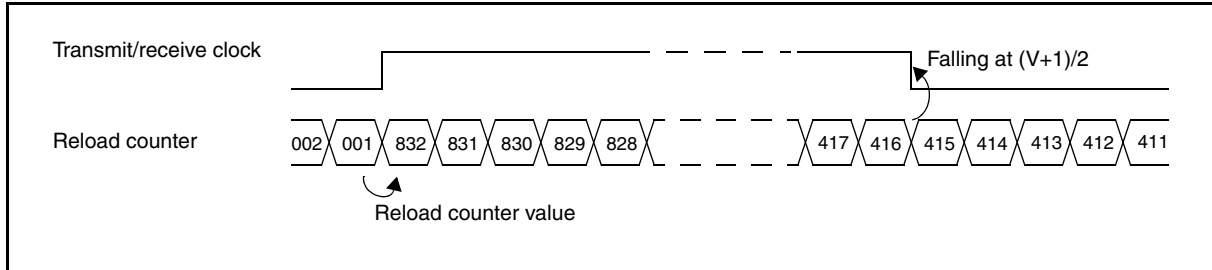 Transmit/receive clock
Falling at (V+1)/2
Reload counter 002 001 832 831 830 829 828 417 416 415 414 413 412 411
Reload counter value